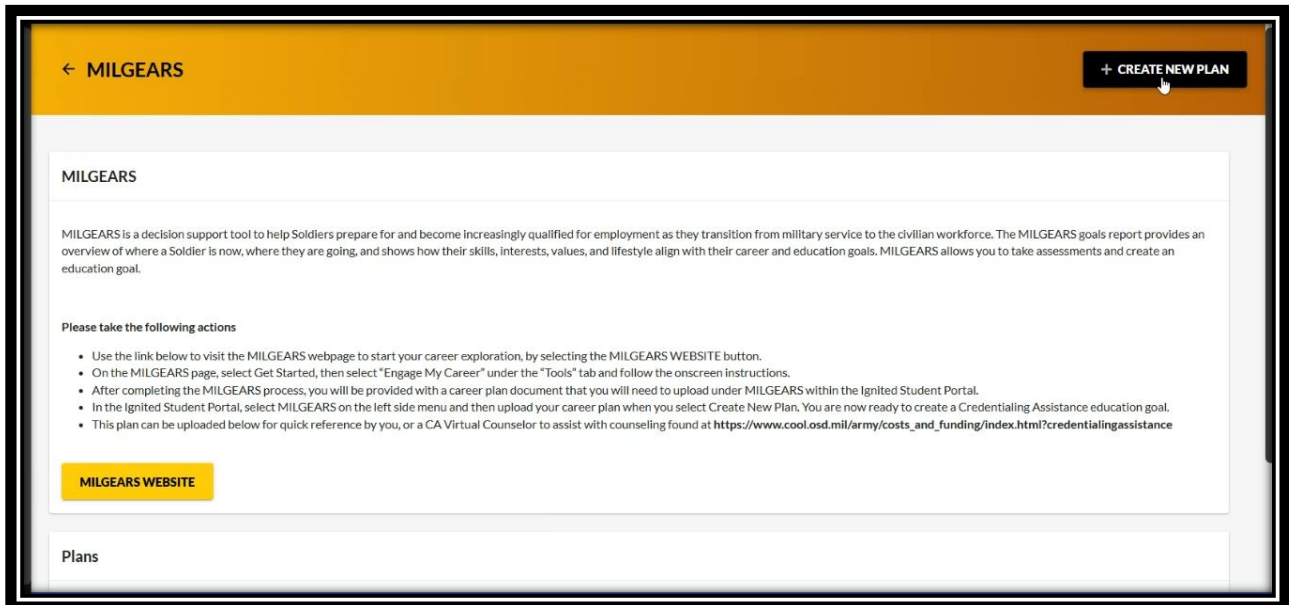 ← MILGEARS
+ CREATE NEW PLAN
MILGEARS
MILGEARS is a decision support tool to help Soldiers prepare for and become increasingly qualified for employment as they transition from military service to the civilian workforce. The MILGEARS goals report provides an
overview of where a Soldier is now, where they are going, and shows how their skills, interests, values, and lifestyle align with their career and education goals. MILGEARS allows you to take assessments and create an
education goal.
Please take the following actions
• Use the link below to visit the MILGEARS webpage to start your career exploration, by selecting the MILGEARS WEBSITE button.
• On the MILGEARS page, select Get Started, then select “Engage My Career” under the “Tools” tab and follow the onscreen instructions.
• After completing the MILGEARS process, you will be provided with a career plan document that you will need to upload under MILGEARS within the Ignited Student Portal.
• In the Ignited Student Portal, select MILGEARS on the left side menu and then upload your career plan when you select Create New Plan. You are now ready to create a Credentialing Assistance education goal.
• This plan can be uploaded below for quick reference by you, or a CA Virtual Counselor to assist with counseling found at https://www.cool.osd.mil/army/costs_and_funding/index.html?credentialingassistance
MILGEARS WEBSITE
Plans